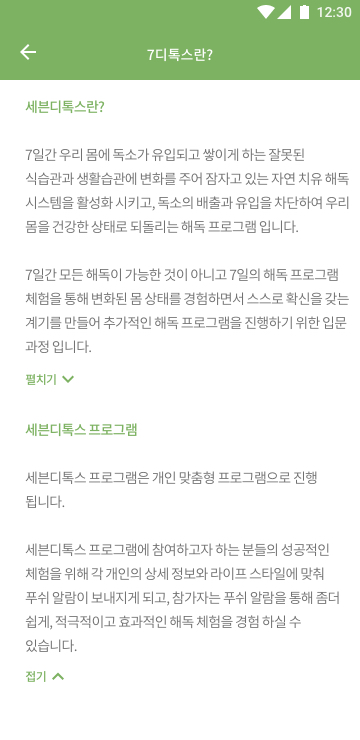 12:30
7디톡스란?
세븐디톡스란?
7일간 우리 몸에 독소가 유입되고 쌓이게 하는 잘못된
식습관과 생활습관에 변화를 주어 잠자고 있는 자연 치유 해독
시스템을 활성화 시키고, 독소의 배출과 유입을 차단하여 우리
몸을 건강한 상태로 되돌리는 해독 프로그램 입니다.
7일간 모든 해독이 가능한 것이 아니고 7일의 해독 프로그램
체험을 통해 변화된 몸 상태를 경험하면서 스스로 확신을 갖는
계기를 만들어 추가적인 해독 프로그램을 진행하기 위한 입문
과정 입니다.
펼치기
세븐디톡스 프로그램
세븐디톡스 프로그램은 개인 맞춤형 프로그램으로 진행
됩니다.
세븐디톡스 프로그램에 참여하고자 하는 분들의 성공적인
체험을 위해 각 개인의 상세 정보와 라이프 스타일에 맞춰
푸쉬 알람이 보내지게 되고, 참가자는 푸쉬 알람을 통해 좀더
쉽게, 적극적이고 효과적인 해독 체험을 경험 하실 수
있습니다.
접기